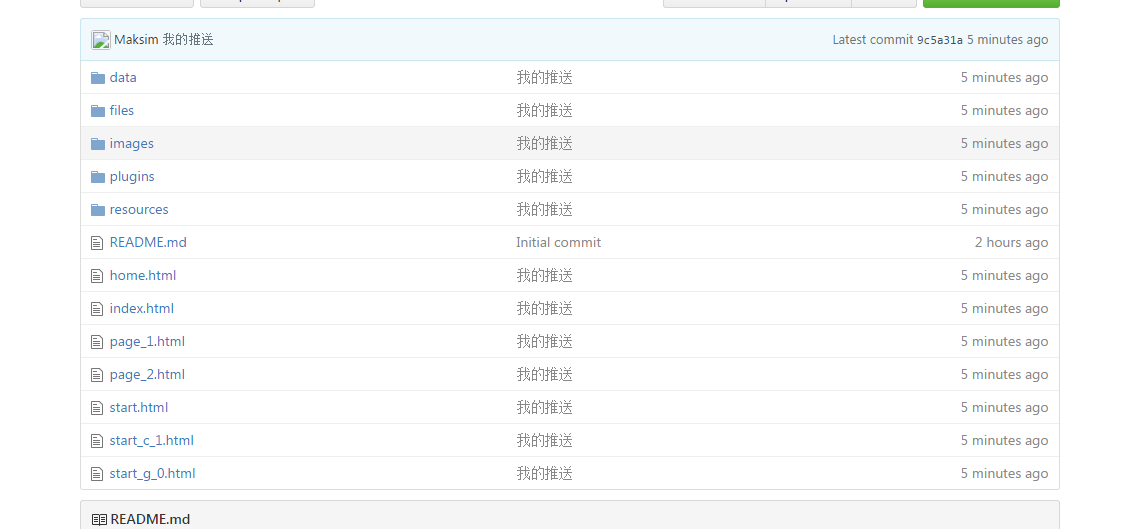 Maksim 我的推送 Latest commit 9c5a31a 5 minutes ago
data 我的推送 5 minutes ago
files 我的推送 5 minutes ago
images 我的推送 5 minutes ago
plugins 我的推送 5 minutes ago
resources 我的推送 5 minutes ago
README.md Initial commit 2 hours ago
home.html 我的推送 5 minutes ago
index.html 我的推送 5 minutes ago
page_1.html 我的推送 5 minutes ago
page_2.html 我的推送 5 minutes ago
start.html 我的推送 5 minutes ago
start_c_1.html 我的推送 5 minutes ago
start_g_0.html 我的推送 5 minutes ago
README.md